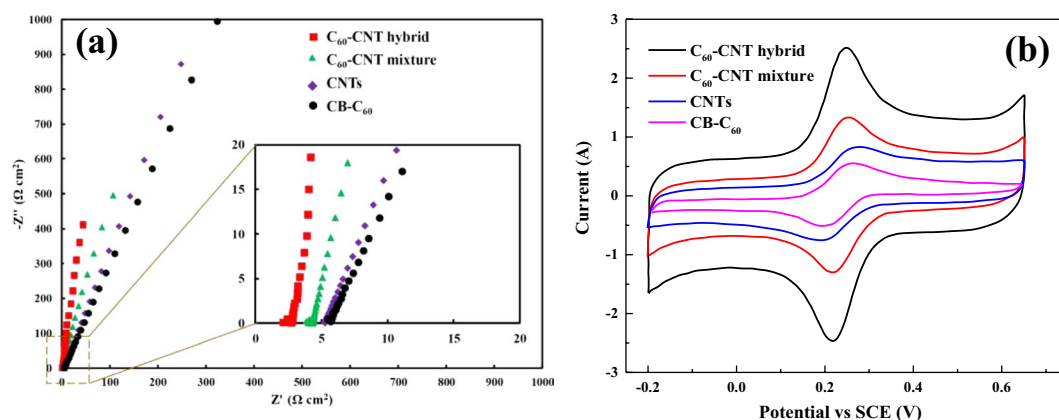 (a)
C60-CNT hybrid
C60-CNT mixture
CNTs
CB-C60
1000
900
800
700
600
500
400
300
200
100
0
-Z'' (Ω cm²)
20
15
10
5
0
0 5 10 15 20
0 100 200 300 400 500 600 700 800 900 1000
Z' (Ω cm²)
(b)
C60-CNT hybrid
C60-CNT mixture
CNTs
CB-C60
3
2
1
0
-1
-2
-3
Current (A)
-0.2 0.0 0.2 0.4 0.6
Potential vs SCE (V)